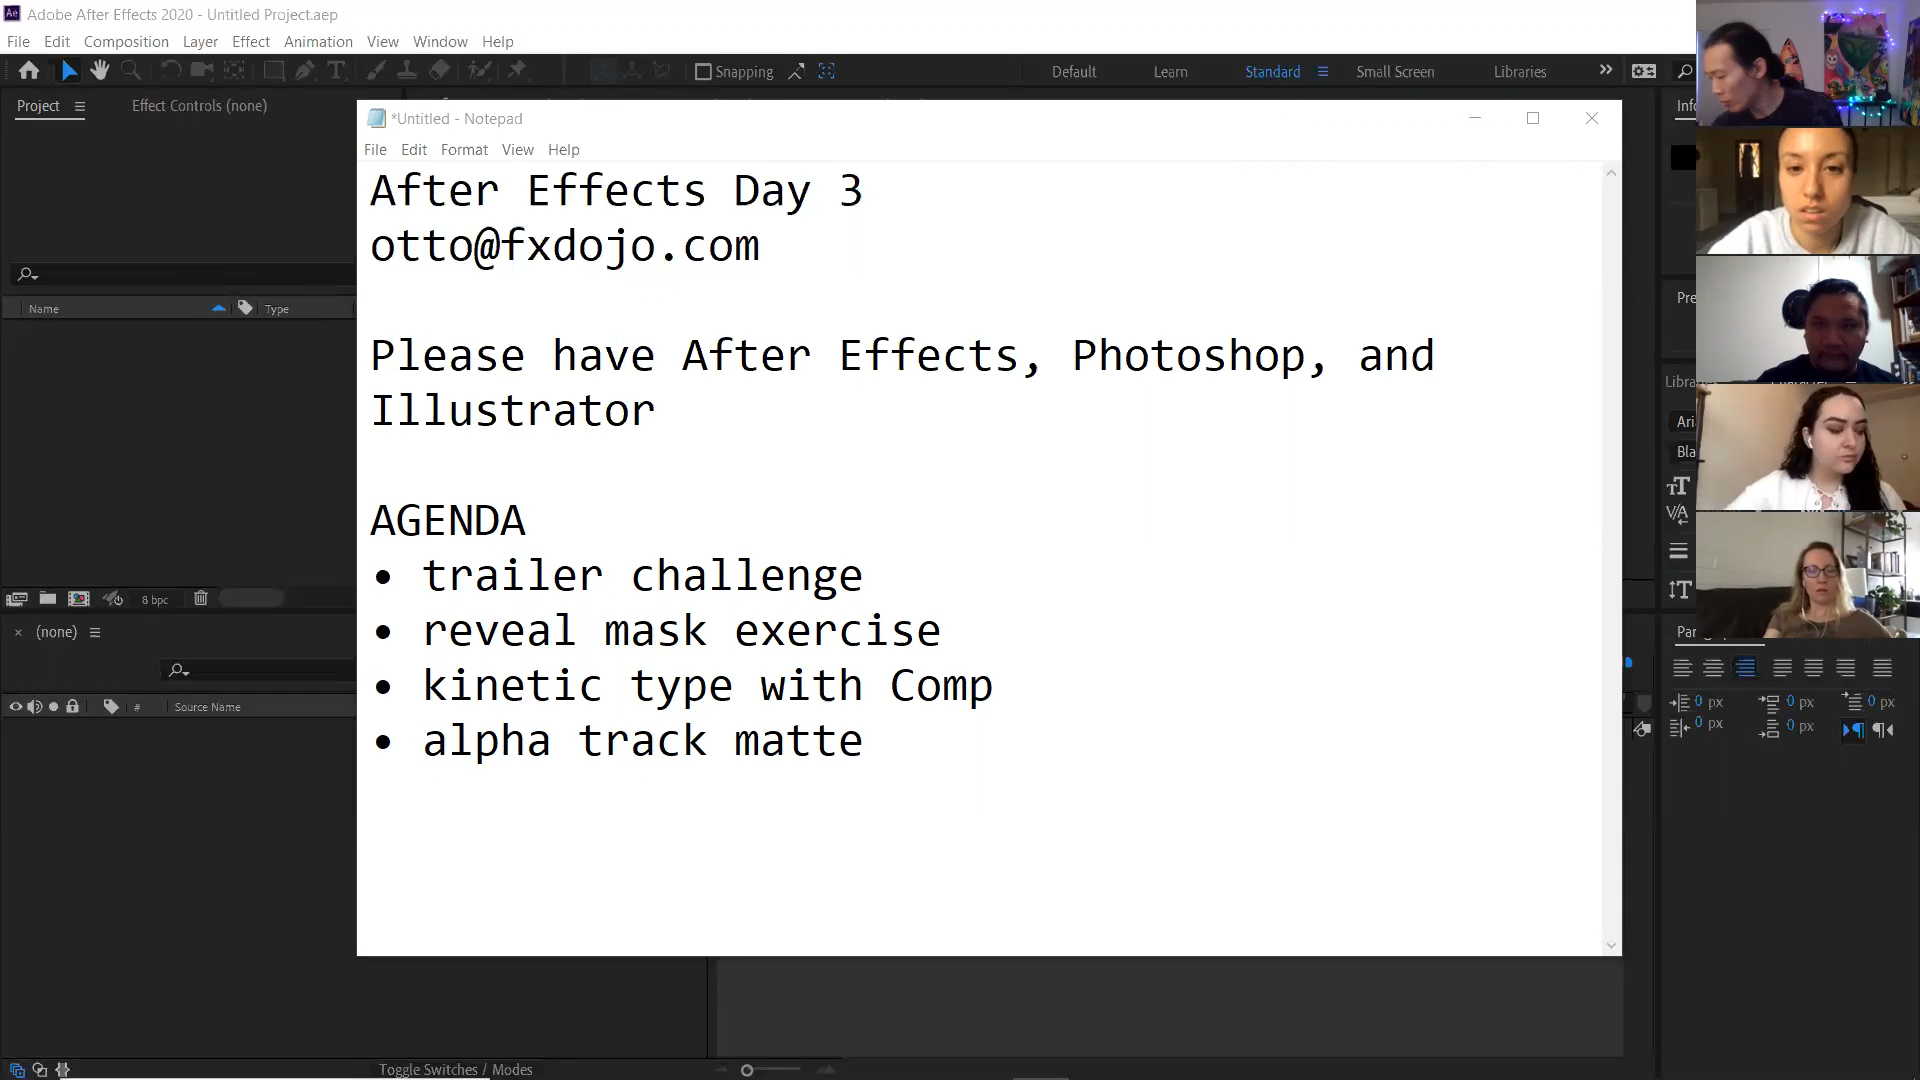 Adobe After Effects 2020 - Untitled Project.aep
File Edit Composition Layer Effect Animation View Window Help
Snapping Default Learn Standard Small Screen Libraries
Project Effect Controls (none)
*Untitled - Notepad
File Edit Format View Help
After Effects Day 3
otto@fxdojo.com
Please have After Effects, Photoshop, and
Illustrator
AGENDA
• trailer challenge
• reveal mask exercise
• kinetic type with Comp
• alpha track matte
Name Type
8 bpc
(none)
# Source Name
Toggle Switches / Modes
0 px 0 px 0 px
0 px 0 px